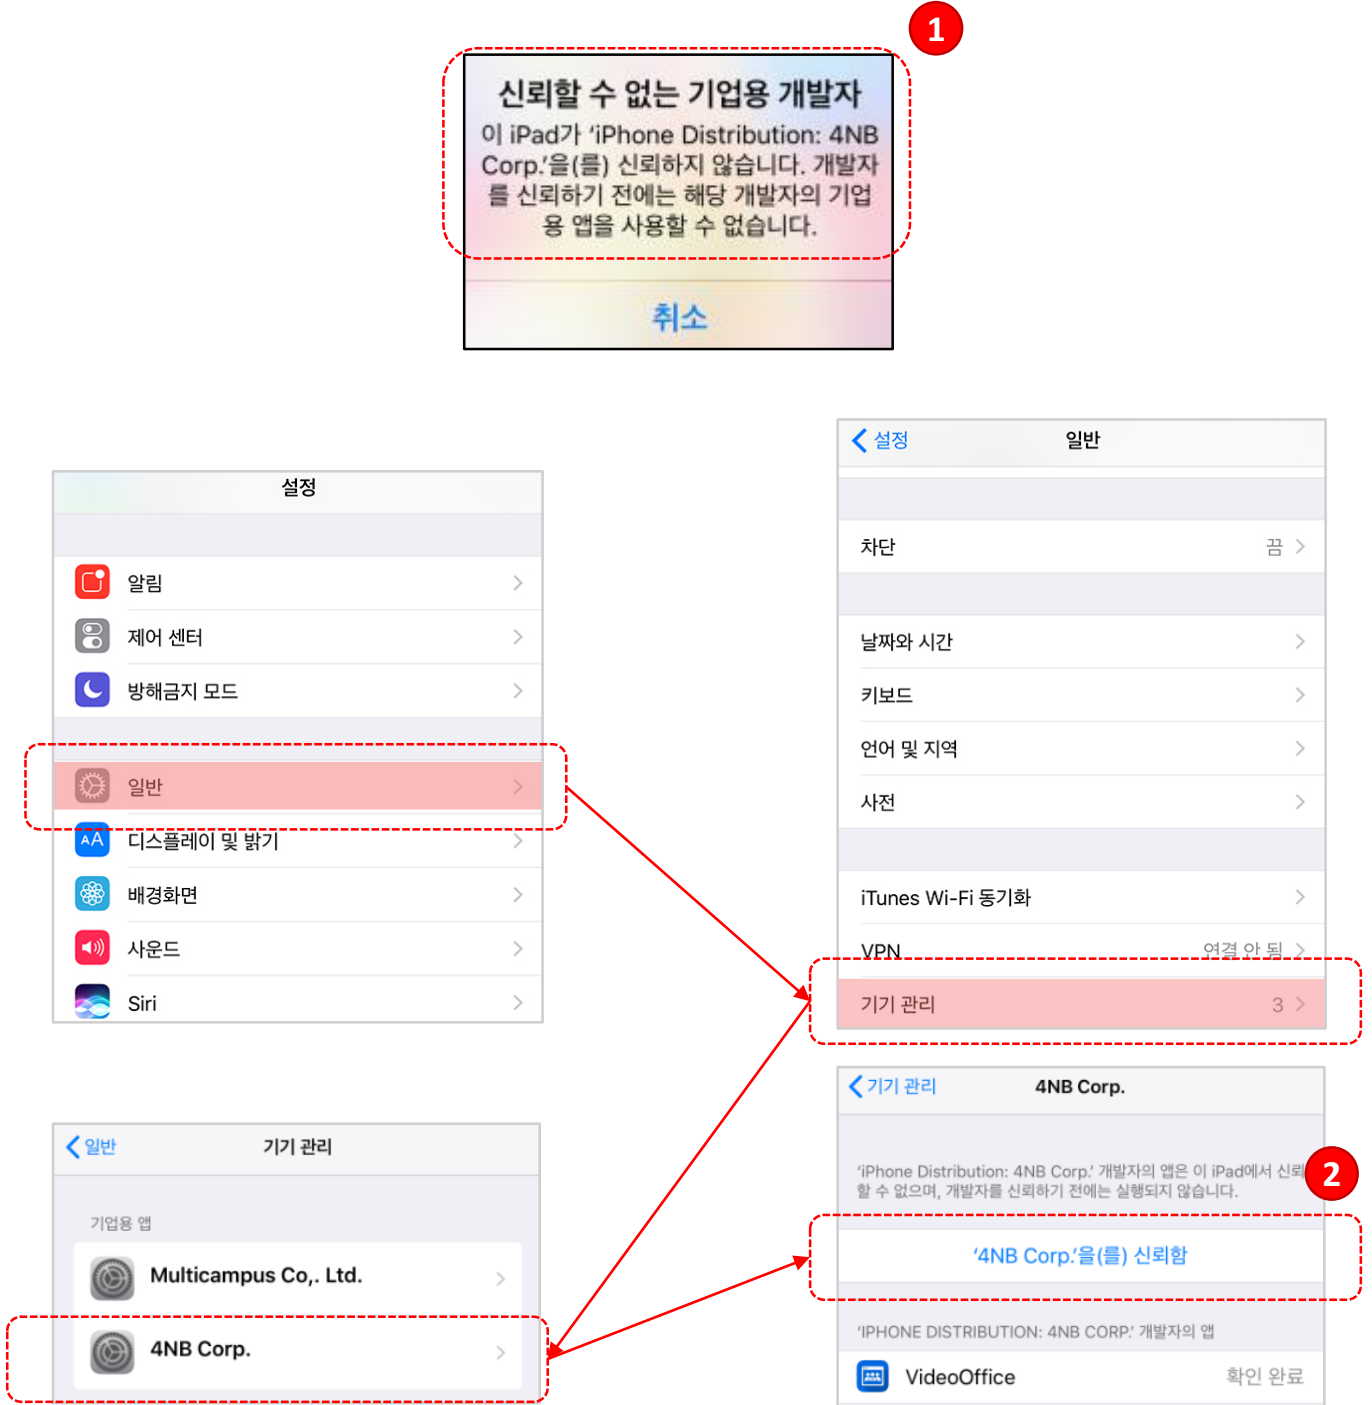 1
신뢰할 수 없는 기업용 개발자
이 iPad가 ‘iPhone Distribution: 4NB
Corp.’을(를) 신뢰하지 않습니다. 개발자
를 신뢰하기 전에는 해당 개발자의 기업
용 앱을 사용할 수 없습니다.
취소
설정
알림
제어 센터
방해금지 모드
일반
디스플레이 및 밝기
배경화면
사운드
Siri
설정 일반
차단 끔
날짜와 시간
키보드
언어 및 지역
사전
iTunes Wi-Fi 동기화
VPN 연결 안 됨
기기 관리 3
일반 기기 관리
기업용 앱
Multicampus Co,. Ltd.
4NB Corp.
기기 관리 4NB Corp.
2
‘iPhone Distribution: 4NB Corp.’ 개발자의 앱은 이 iPad에서 신뢰
할 수 없으며, 개발자를 신뢰하기 전에는 실행되지 않습니다.
‘4NB Corp.’을(를) 신뢰함
‘IPHONE DISTRIBUTION: 4NB CORP.’ 개발자의 앱
VideoOffice 확인 완료